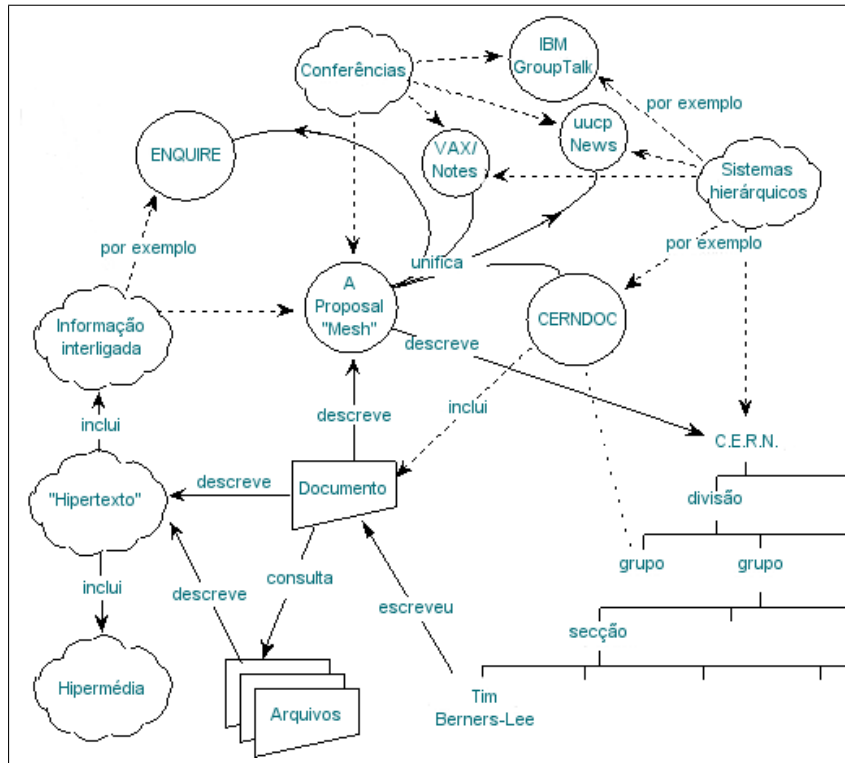 IBM
GroupTalk
Conferências
por exemplo
uucp
News
ENQUIRE
VAX/
Notes
Sistemas
hierárquicos
por exemplo
por exemplo
unifica
A
Proposal
"Mesh"
CERNDOC
Informação
interligada
descreve
inclui
descreve
inclui
C.E.R.N.
"Hipertexto"
descreve
Documento
divisão
grupo
grupo
inclui
descreve
consulta
escreveu
secção
Hipermédia
Arquivos
Tim
Berners-Lee